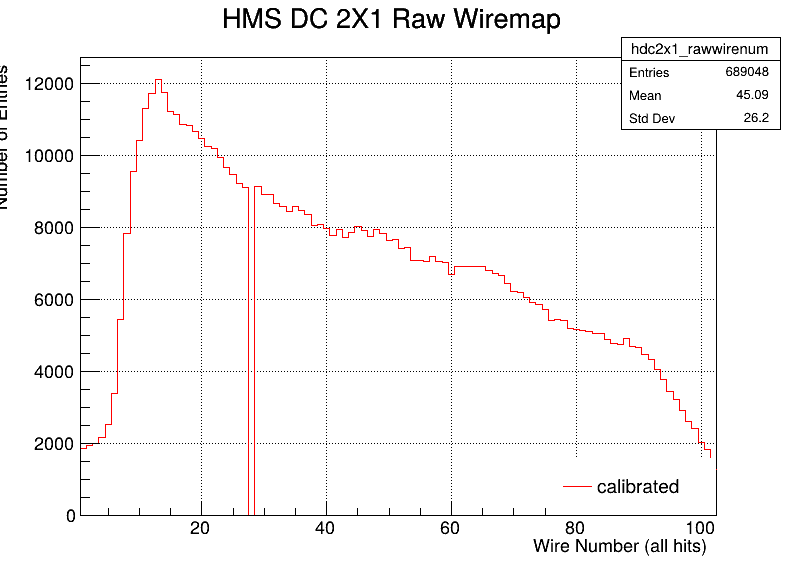 HMS DC 2X1 Raw Wiremap
hdc2x1_rawwirenum
Entries 689048
Mean 45.09
Std Dev 26.2
Number of Entries
12000
10000
8000
6000
4000
2000
0
calibrated
20 40 60 80 100
Wire Number (all hits)